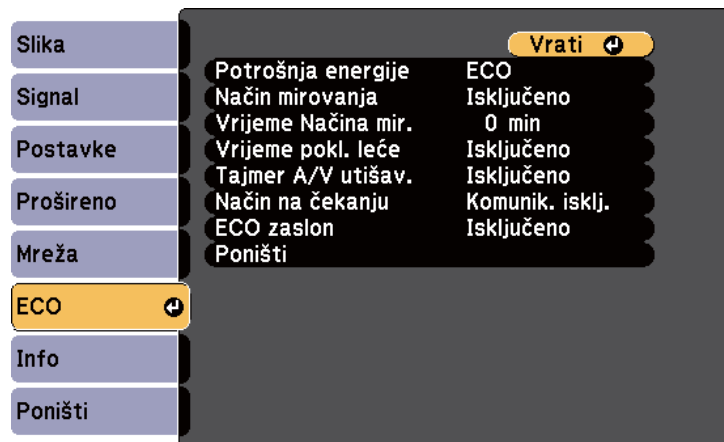 Slika
Signal
Postavke
Prošireno
Mreža
ECO
Info
Poništi
Vrati
Potrošnja energije ECO
Način mirovanja Isključeno
Vrijeme Načina mir. 0 min
Vrijeme pokl. leće Isključeno
Tajmer A/V utišav. Isključeno
Način na čekanju Komunik. isklj.
ECO zaslon Isključeno
Poništi